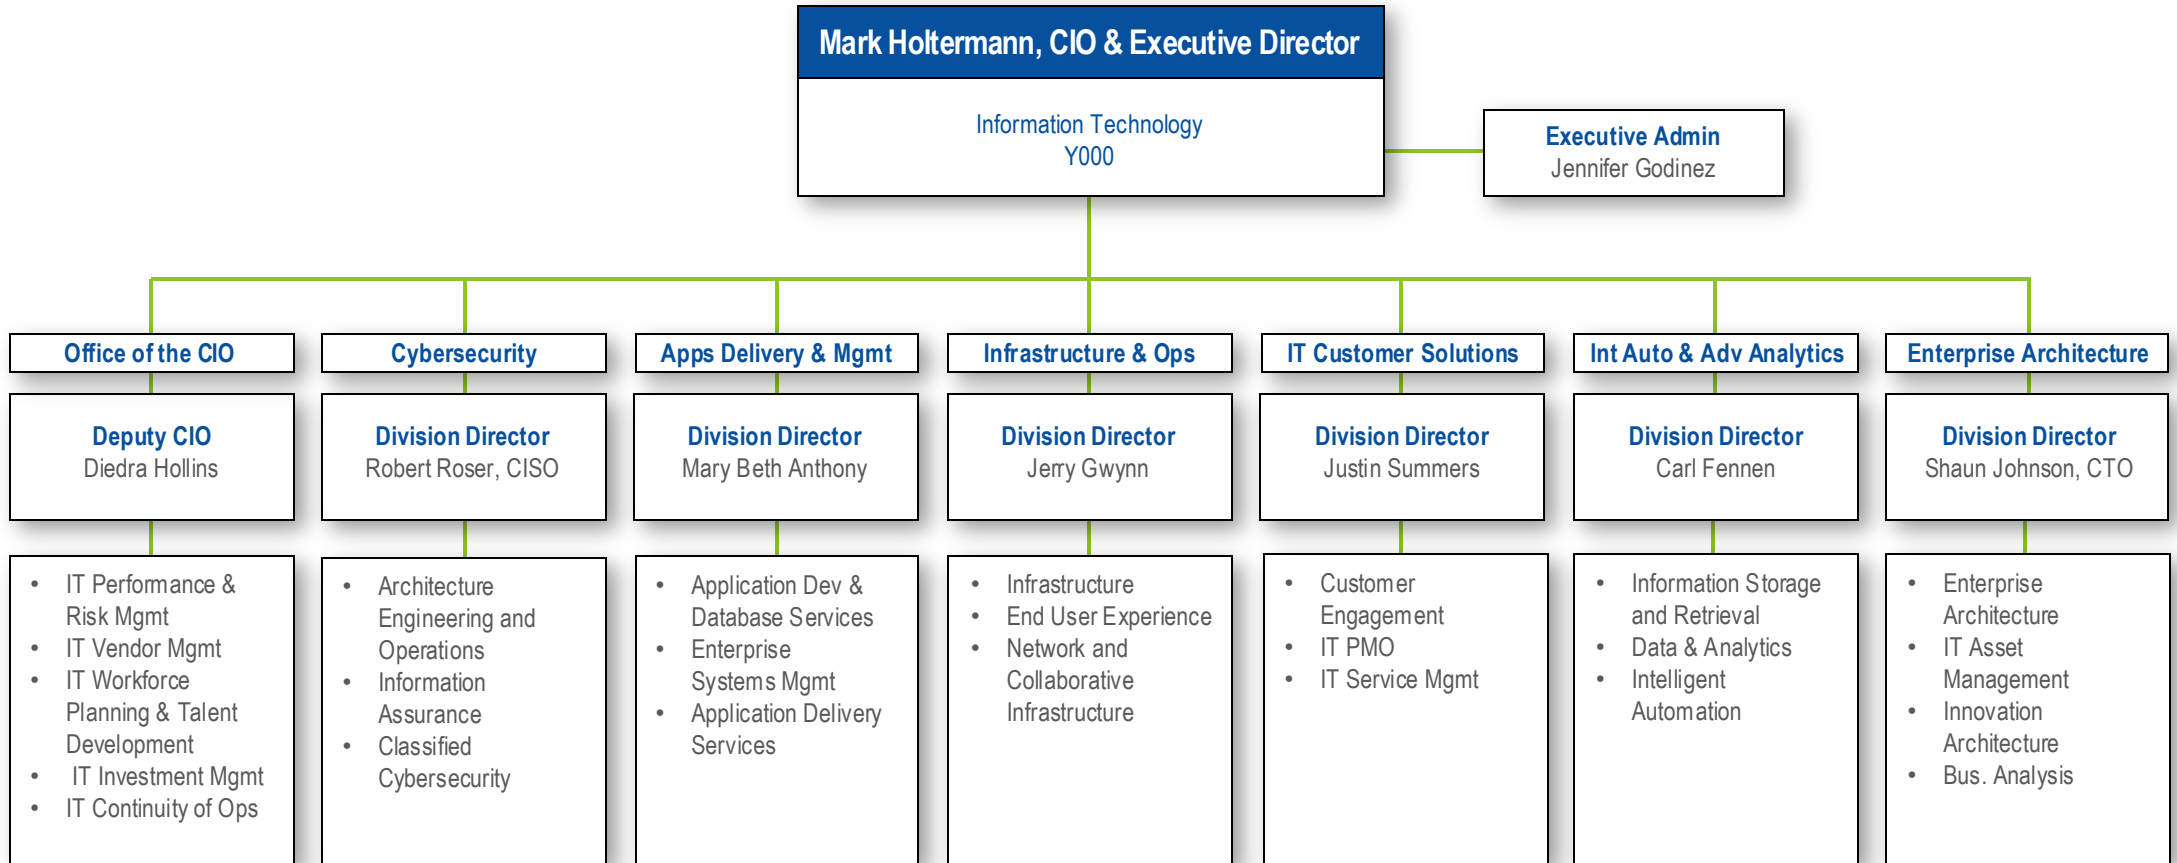 Mark Holtermann, CIO & Executive Director
Information Technology
Y000
Executive Admin
Jennifer Godinez
Office of the CIO
Deputy CIO
Diedra Hollins
• IT Performance &
Risk Mgmt
• IT Vendor Mgmt
• IT Workforce
Planning & Talent
Development
• IT Investment Mgmt
• IT Continuity of Ops
Cybersecurity
Division Director
Robert Roser, CISO
• Architecture
Engineering and
Operations
• Information
Assurance
• Classified
Cybersecurity
Apps Delivery & Mgmt
Division Director
Mary Beth Anthony
• Application Dev &
Database Services
• Enterprise
Systems Mgmt
• Application Delivery
Services
Infrastructure & Ops
Division Director
Jerry Gwynn
• Infrastructure
• End User Experience
• Network and
Collaborative
Infrastructure
IT Customer Solutions
Division Director
Justin Summers
• Customer
Engagement
• IT PMO
• IT Service Mgmt
Int Auto & Adv Analytics
Division Director
Carl Fennen
• Information Storage
and Retrieval
• Data & Analytics
• Intelligent
Automation
Enterprise Architecture
Division Director
Shaun Johnson, CTO
• Enterprise
Architecture
• IT Asset
Management
• Innovation
Architecture
• Bus. Analysis